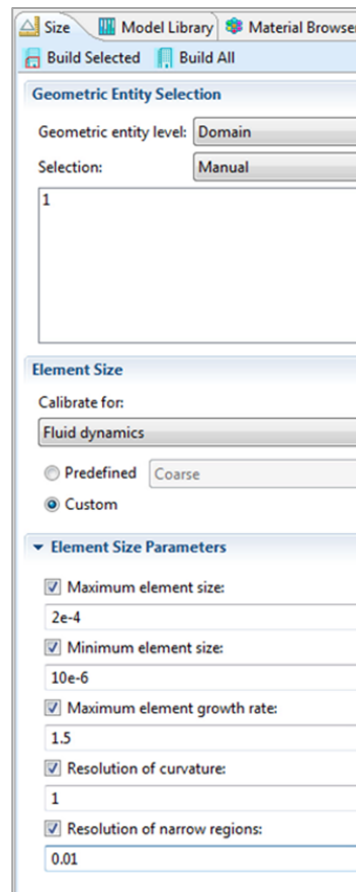 Size Model Library Material Browse
Build Selected Build All
Geometric Entity Selection
Geometric entity level: Domain
Selection: Manual
1
Element Size
Calibrate for:
Fluid dynamics
Predefined Coarse
Custom
Element Size Parameters
Maximum element size:
2e-4
Minimum element size:
10e-6
Maximum element growth rate:
1.5
Resolution of curvature:
1
Resolution of narrow regions:
0.01